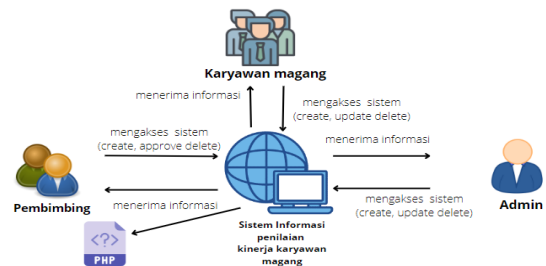 Karyawan magang
menerima informasi
mengakses sistem
(create, update delete)
mengakses sistem
(create, approve delete)
menerima informasi
Pembimbing
menerima informasi
mengakses sistem
(create, update delete)
Admin
Sistem Informasi
penilaian
kinerja karyawan
magang
<?>
PHP